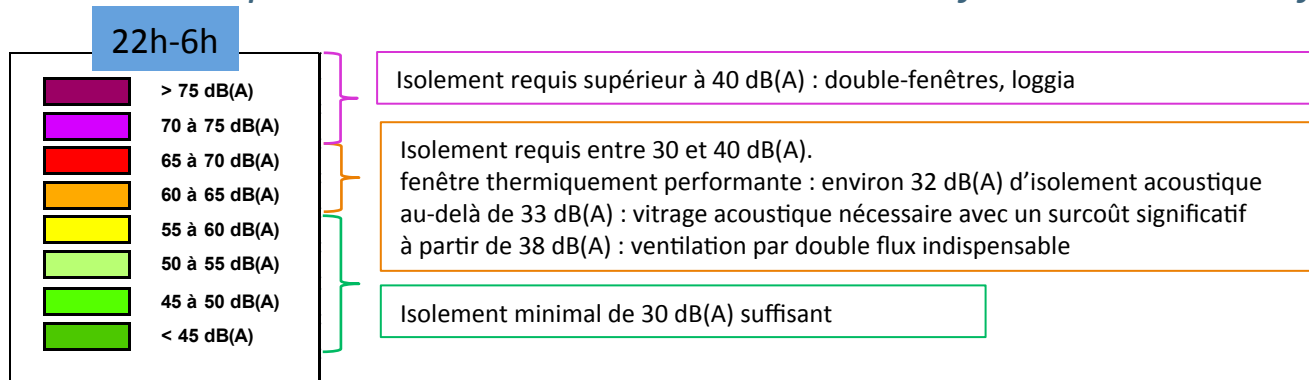 22h-6h
> 75 dB(A)
70 à 75 dB(A)
65 à 70 dB(A)
60 à 65 dB(A)
55 à 60 dB(A)
50 à 55 dB(A)
45 à 50 dB(A)
< 45 dB(A)
Isolement requis supérieur à 40 dB(A) : double-fenêtres, loggia
Isolement requis entre 30 et 40 dB(A).
fenêtre thermiquement performante : environ 32 dB(A) d’isolement acoustique
au-delà de 33 dB(A) : vitrage acoustique nécessaire avec un surcoût significatif
à partir de 38 dB(A) : ventilation par double flux indispensable
Isolement minimal de 30 dB(A) suffisant